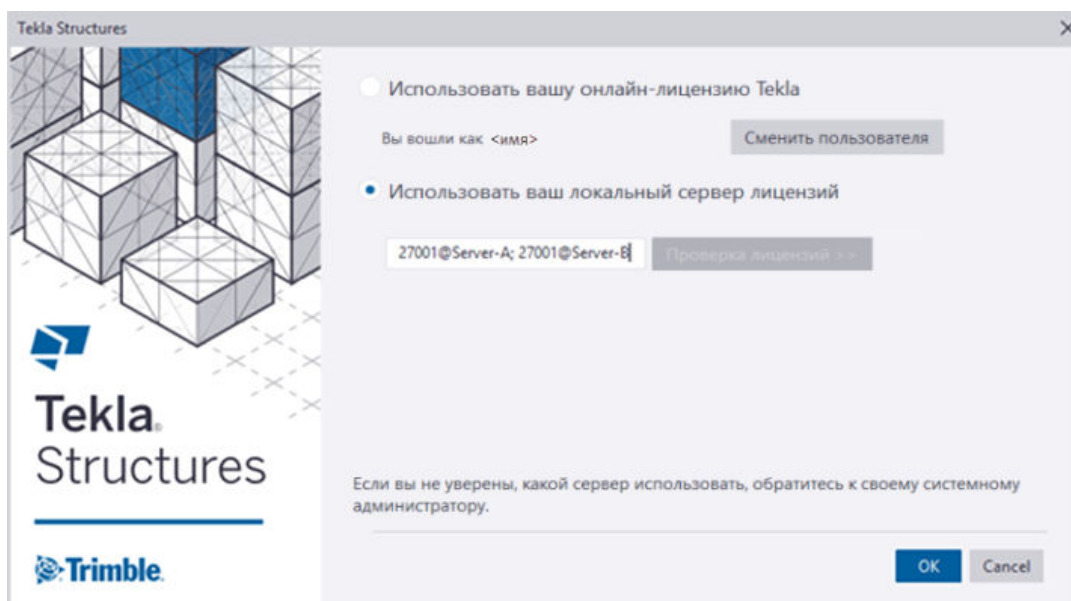 Tekla Structures
Использовать вашу онлайн-лицензию Tekla
Вы вошли как <имя>
Сменить пользователя
Использовать ваш локальный сервер лицензий
27001@Server-A; 27001@Server-B
Проверка лицензий >>
Tekla®
Structures
Если вы не уверены, какой сервер использовать, обратитесь к своему системному
администратору.
Trimble.
OK
Cancel